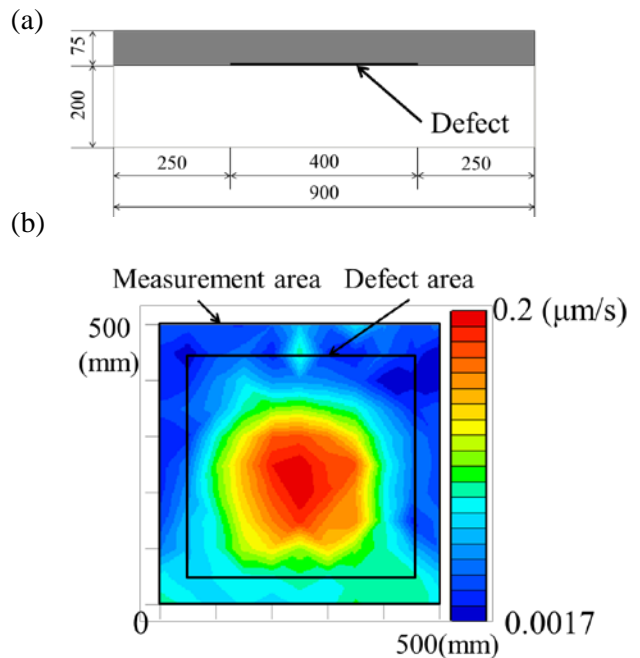 (a)
75
200
Defect
250 400 250
900
(b)
Measurement area Defect area
500
(mm)
0.2 (μm/s)
0
500(mm)
0.0017